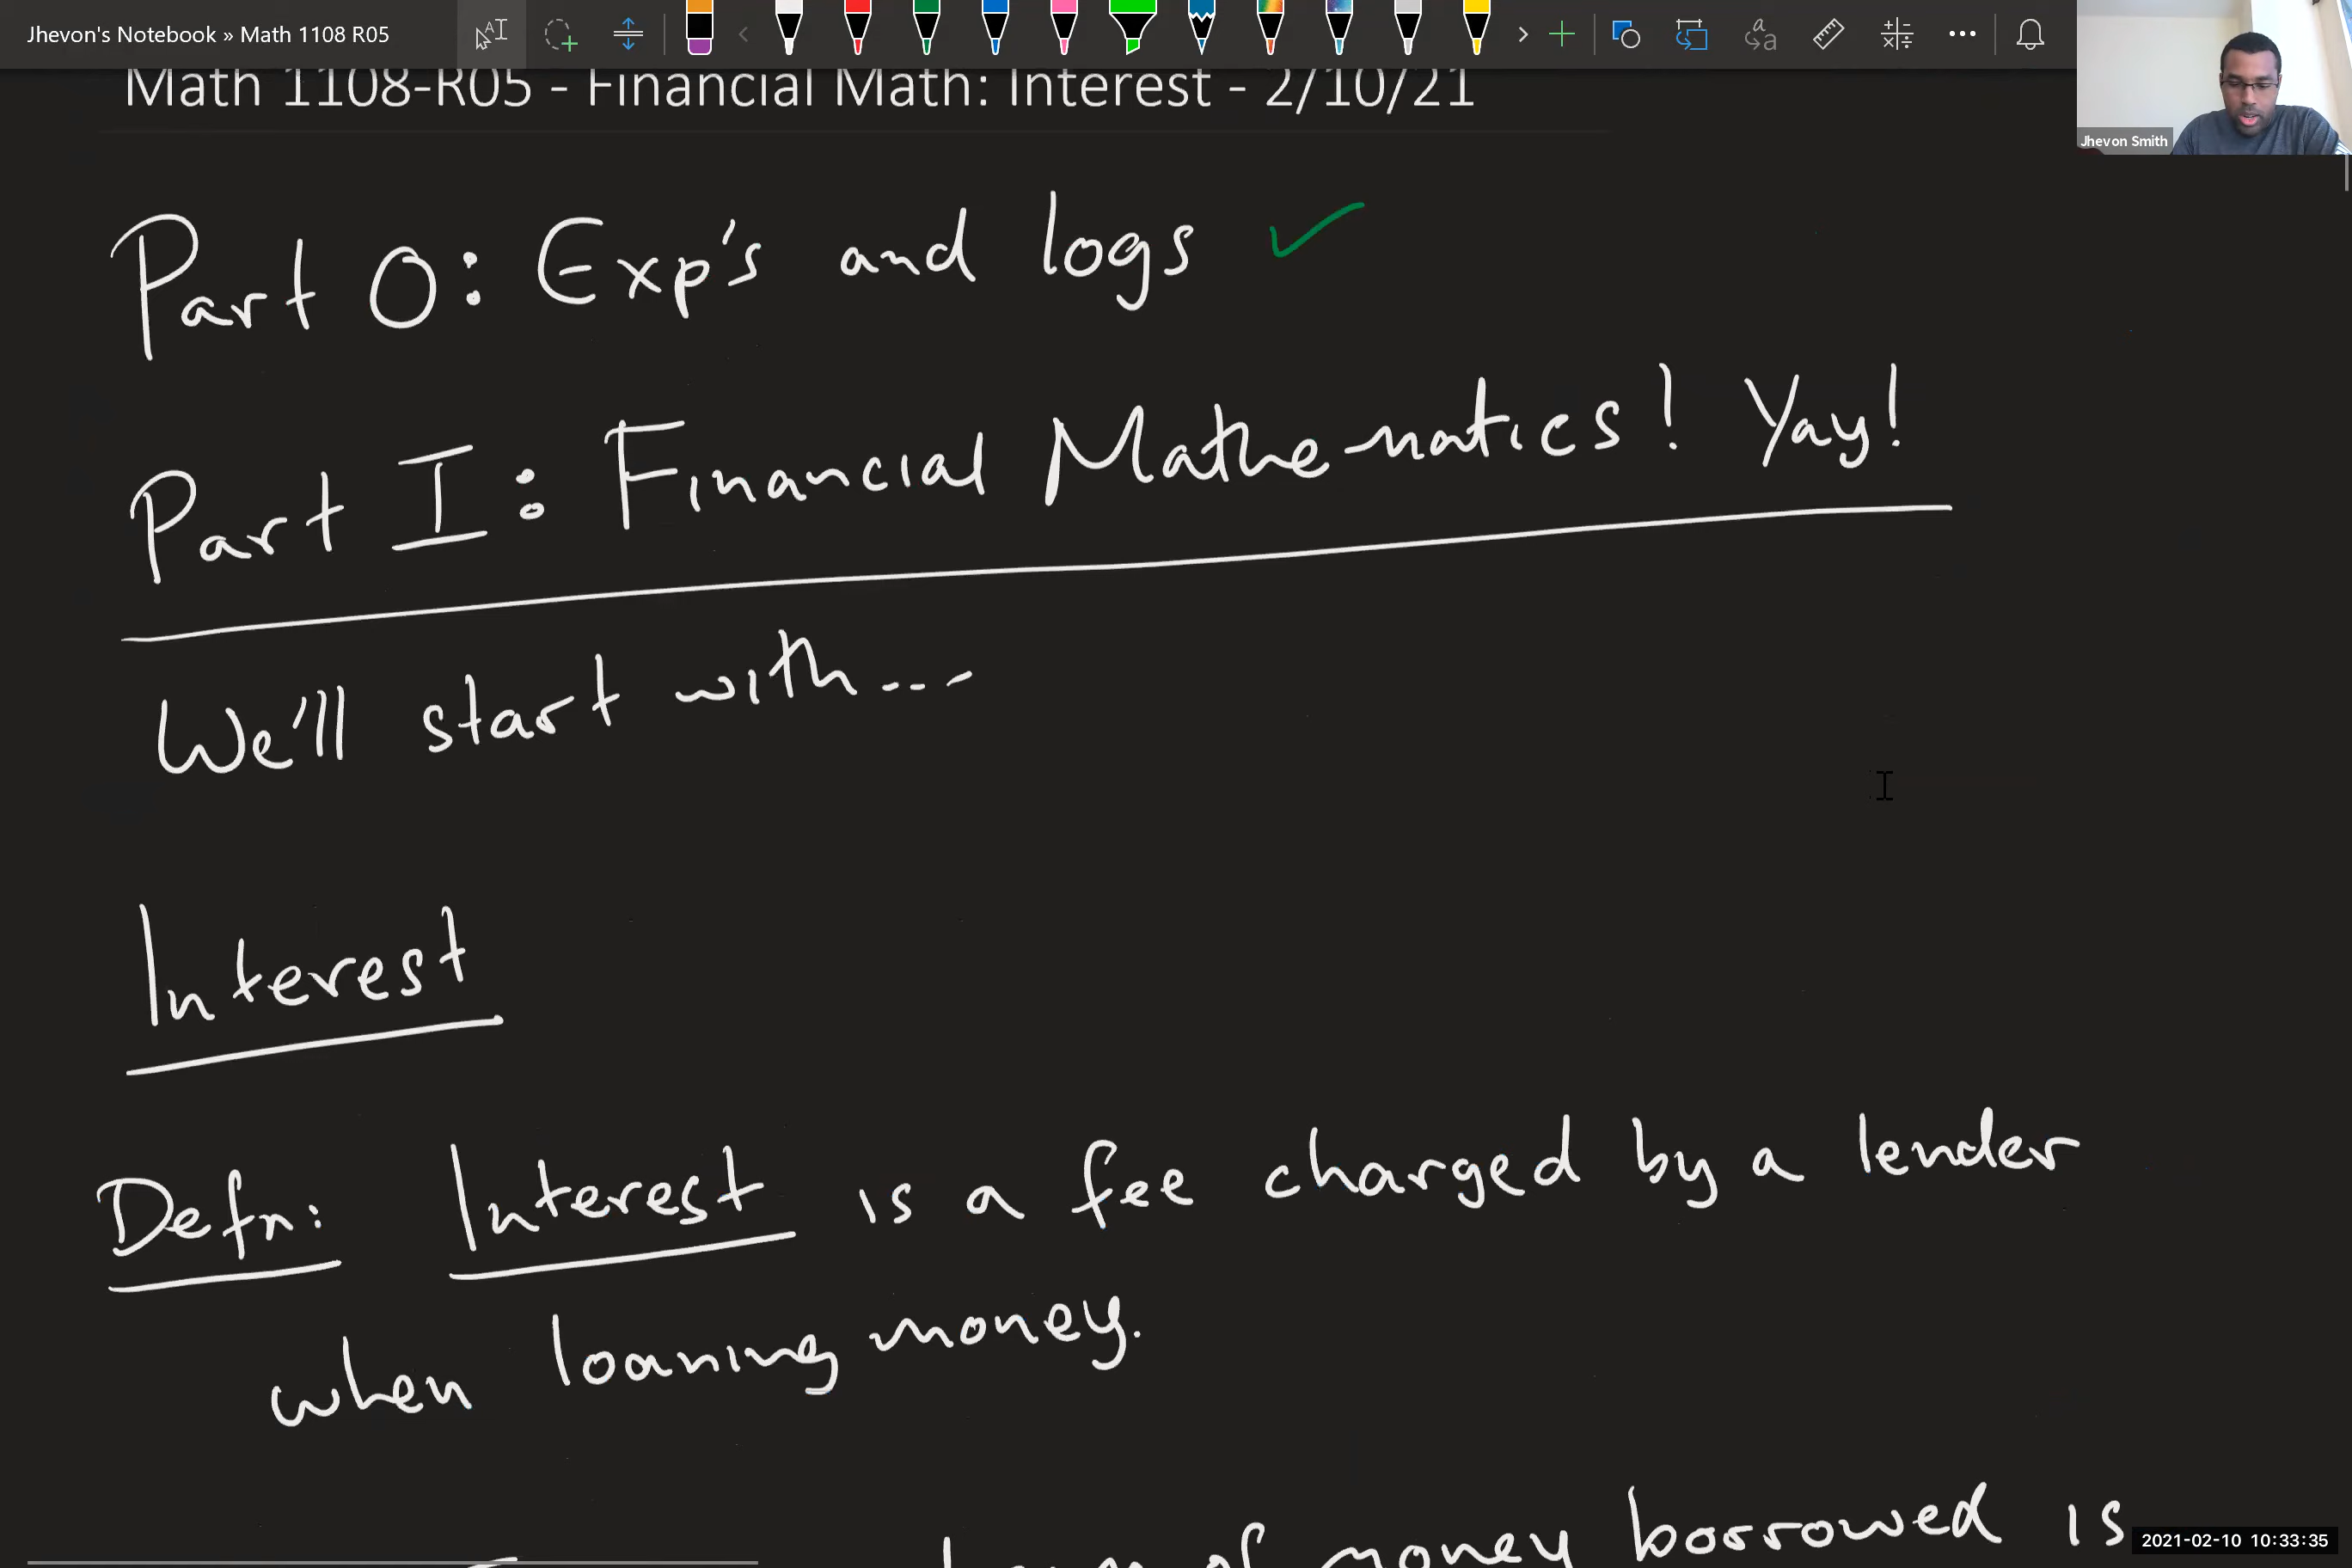 Jhevon's Notebook » Math 1108 R05
Math 1108-R05 - Financial Math: Interest - 2/10/21
Jhevon Smith
Part 0: Exp's and logs ✓
Part I: Financial Mathematics! Yay!
We'll start with...
Interest
Defn: Interest is a fee charged by a lender
when loaning money.
of money borrowed is
2021-02-10 10:33:35